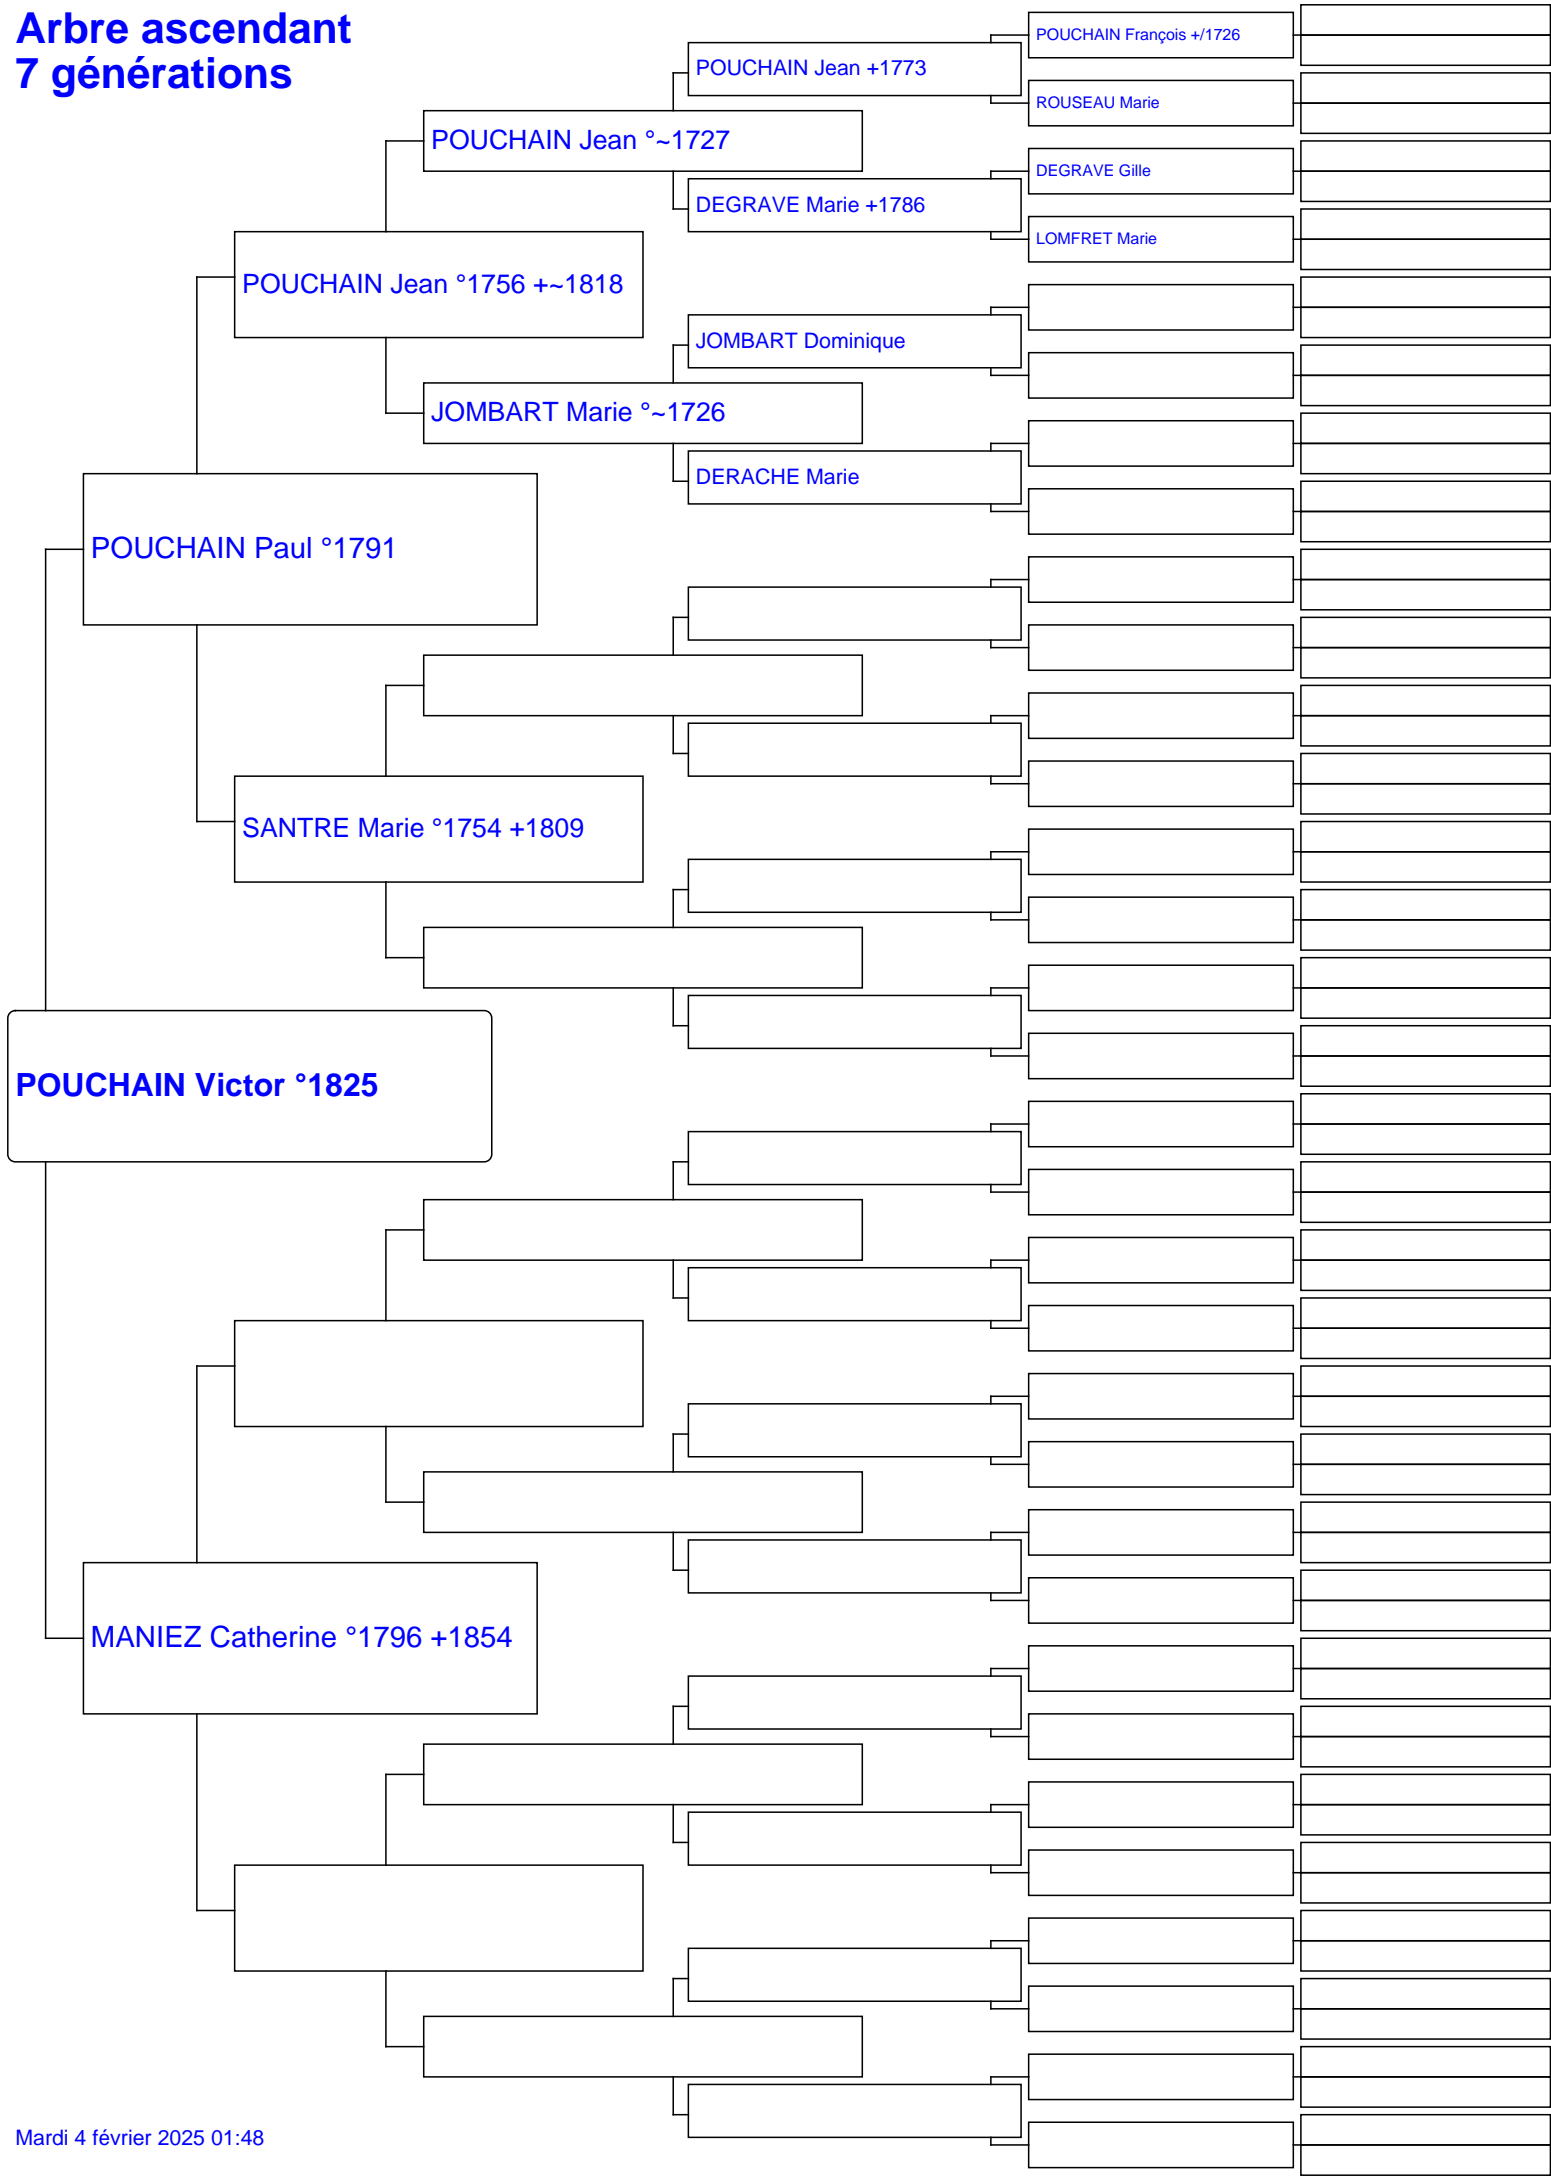 Arbre ascendant
7 générations
POUCHAIN François +/1726
POUCHAIN Jean +1773
ROUSEAU Marie
POUCHAIN Jean °~1727
DEGRAVE Gille
DEGRAVE Marie +1786
LOMFRET Marie
POUCHAIN Jean °1756 +~1818
JOMBART Dominique
JOMBART Marie °~1726
DERACHE Marie
POUCHAIN Paul °1791
SANTRE Marie °1754 +1809
POUCHAIN Victor °1825
MANIEZ Catherine °1796 +1854
Mardi 4 février 2025 01:48